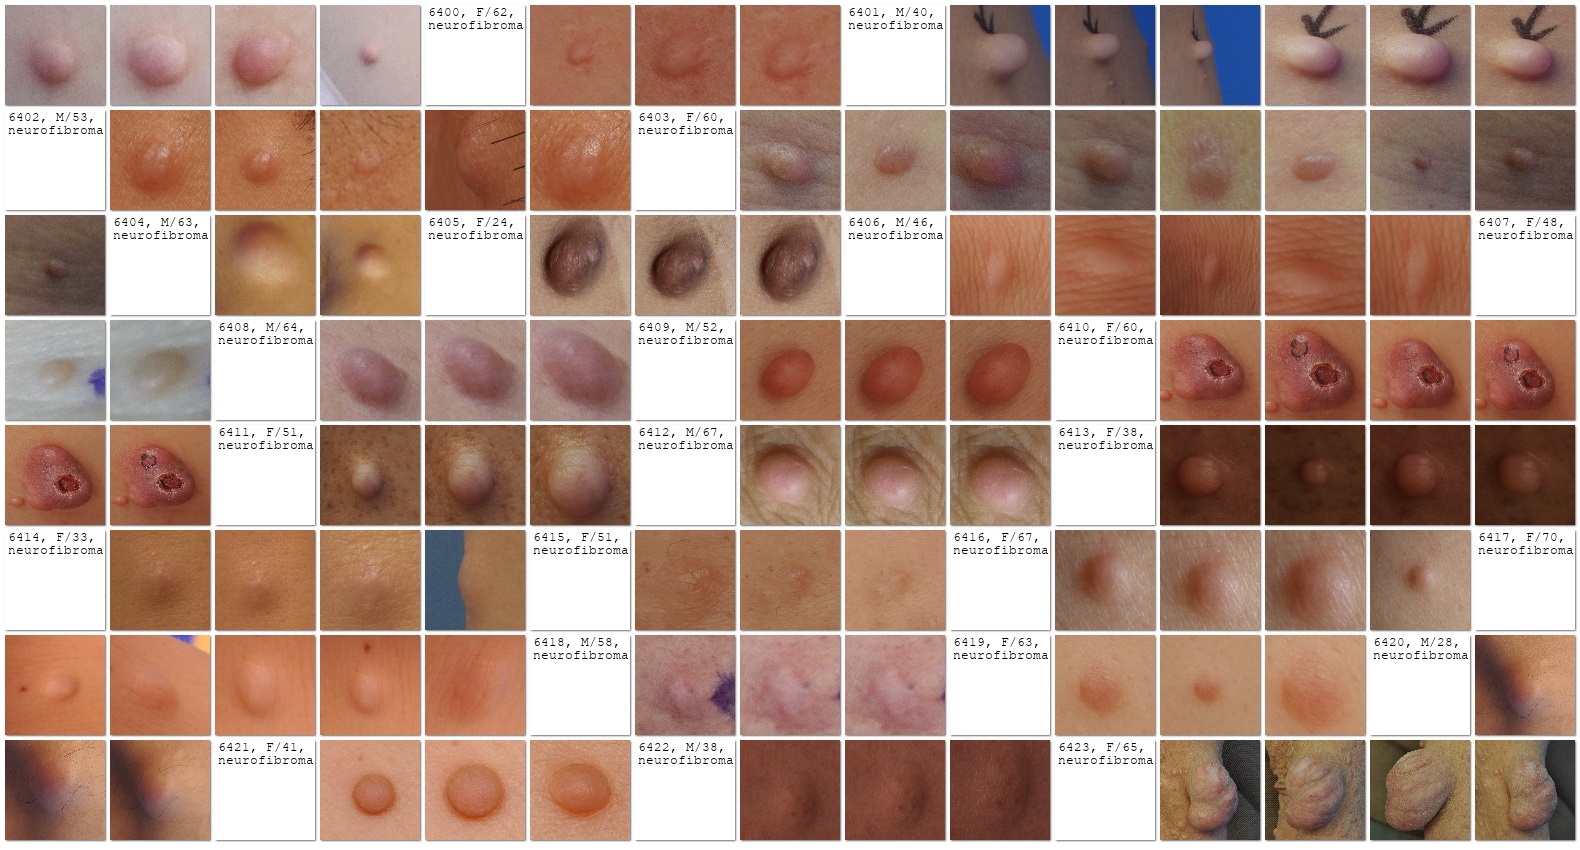 6400, F/62,
neurofibroma
6401, M/40,
neurofibroma
6402, M/53,
neurofibroma
6403, F/60,
neurofibroma
6404, M/63,
neurofibroma
6405, F/24,
neurofibroma
6406, M/46,
neurofibroma
6407, F/48,
neurofibroma
6408, M/64,
neurofibroma
6409, M/52,
neurofibroma
6410, F/60,
neurofibroma
6411, F/51,
neurofibroma
6412, M/67,
neurofibroma
6413, F/38,
neurofibroma
6414, F/33,
neurofibroma
6415, F/51,
neurofibroma
6416, F/67,
neurofibroma
6417, F/70,
neurofibroma
6418, M/58,
neurofibroma
6419, F/63,
neurofibroma
6420, M/28,
neurofibroma
6421, F/41,
neurofibroma
6422, M/38,
neurofibroma
6423, F/65,
neurofibroma